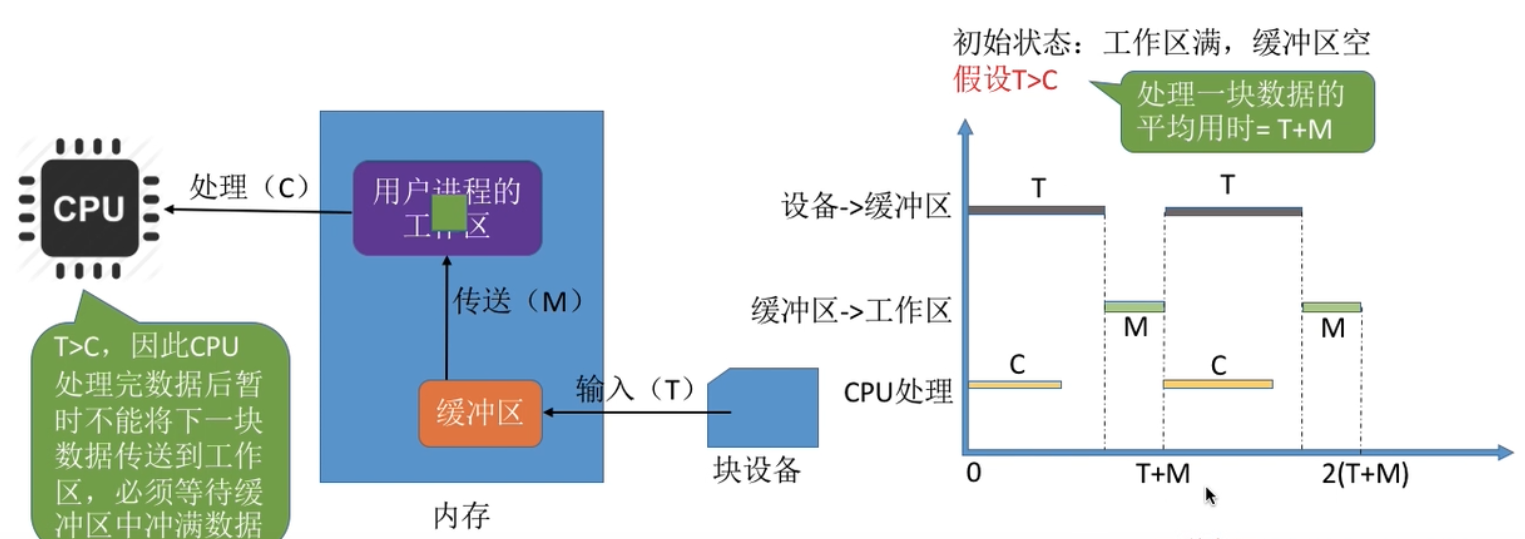 初始状态：工作区满，缓冲区空
假设T>C
处理一块数据的
平均用时= T+M
CPU
处理（C）
用户进程的
工作区
传送（M）
缓冲区
输入（T）
块设备
内存
T>C，因此CPU
处理完数据后暂
时不能将下一块
数据传送到工作
区，必须等待缓
冲区中冲满数据
设备->缓冲区
T
T
缓冲区->工作区
M
M
CPU处理
C
C
0
T+M
2(T+M)